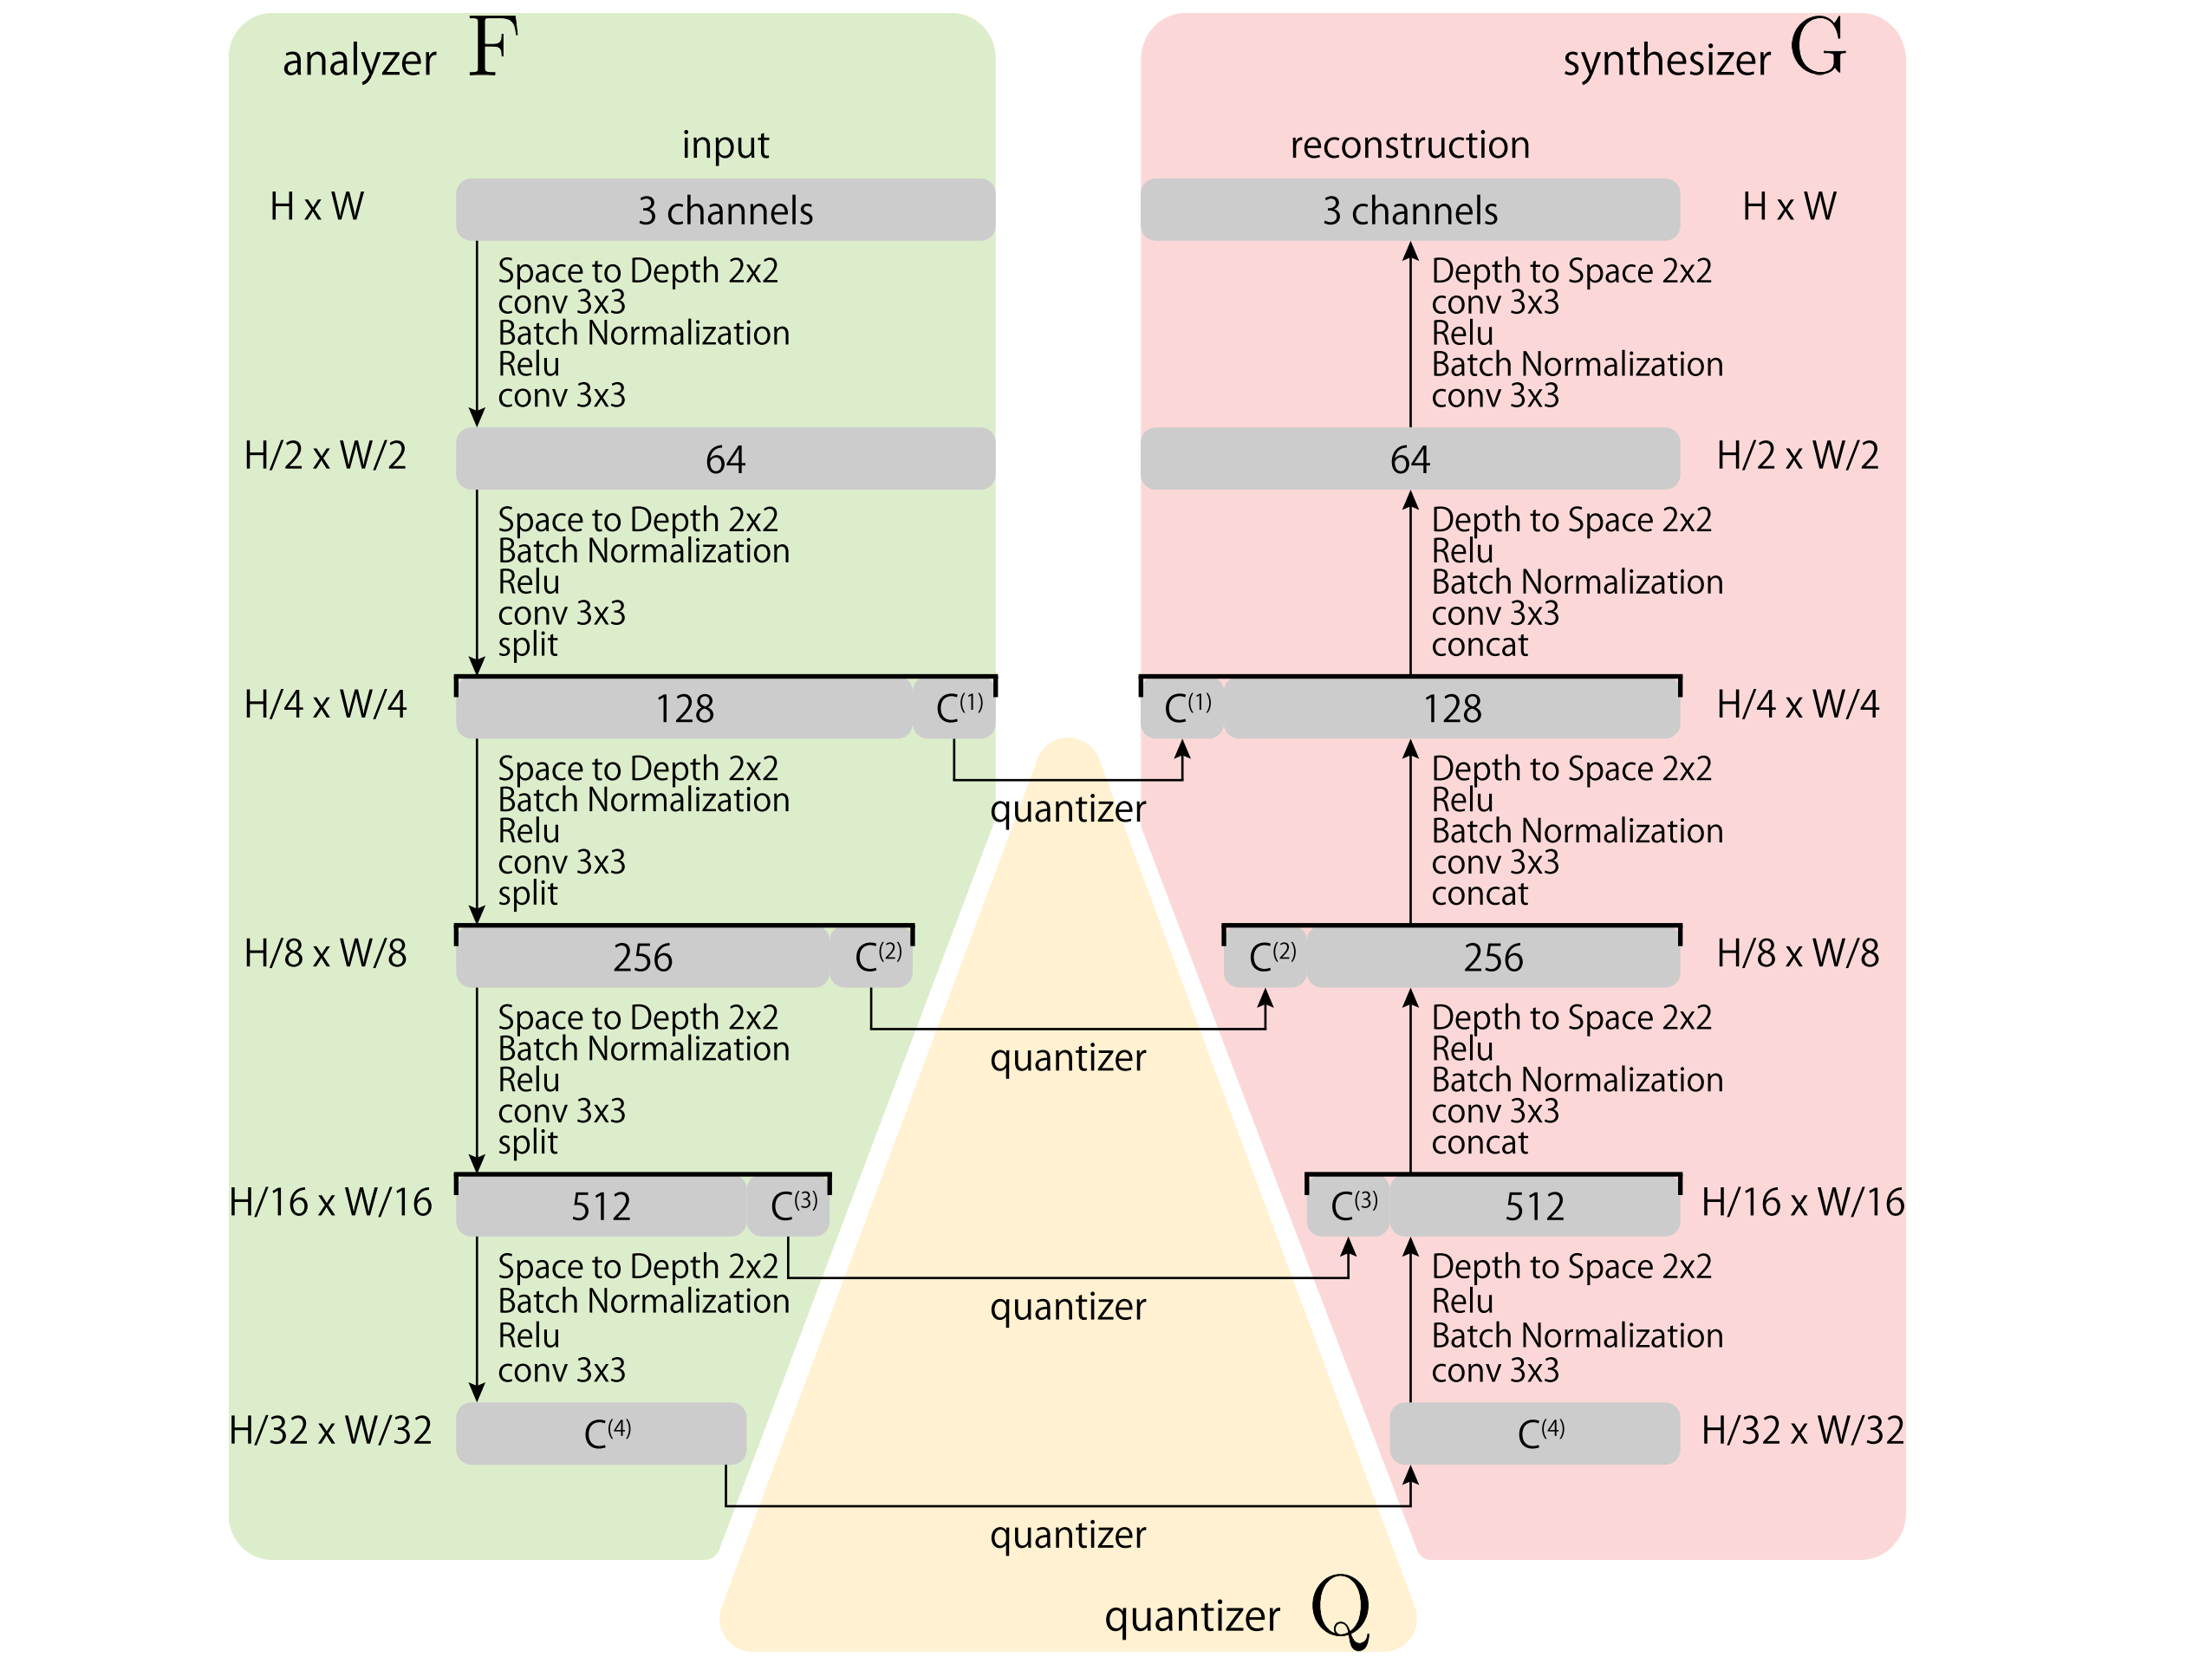 analyzer F
input
H x W
3 channels
Space to Depth 2x2
conv 3x3
Batch Normalization
Relu
conv 3x3
H/2 x W/2
64
Space to Depth 2x2
Batch Normalization
Relu
conv 3x3
split
H/4 x W/4
128
C(1)
Space to Depth 2x2
Batch Normalization
Relu
conv 3x3
split
H/8 x W/8
256
C(2)
Space to Depth 2x2
Batch Normalization
Relu
conv 3x3
split
H/16 x W/16
512
C(3)
Space to Depth 2x2
Batch Normalization
Relu
conv 3x3
H/32 x W/32
C(4)
quantizer
quantizer
quantizer
quantizer
quantizer Q
synthesizer G
reconstruction
3 channels
H x W
Depth to Space 2x2
conv 3x3
Relu
Batch Normalization
conv 3x3
64
H/2 x W/2
Depth to Space 2x2
Relu
Batch Normalization
conv 3x3
concat
C(1)
128
H/4 x W/4
Depth to Space 2x2
Relu
Batch Normalization
conv 3x3
concat
C(2)
256
H/8 x W/8
Depth to Space 2x2
Relu
Batch Normalization
conv 3x3
concat
C(3)
512
H/16 x W/16
Depth to Space 2x2
Relu
Batch Normalization
conv 3x3
C(4)
H/32 x W/32